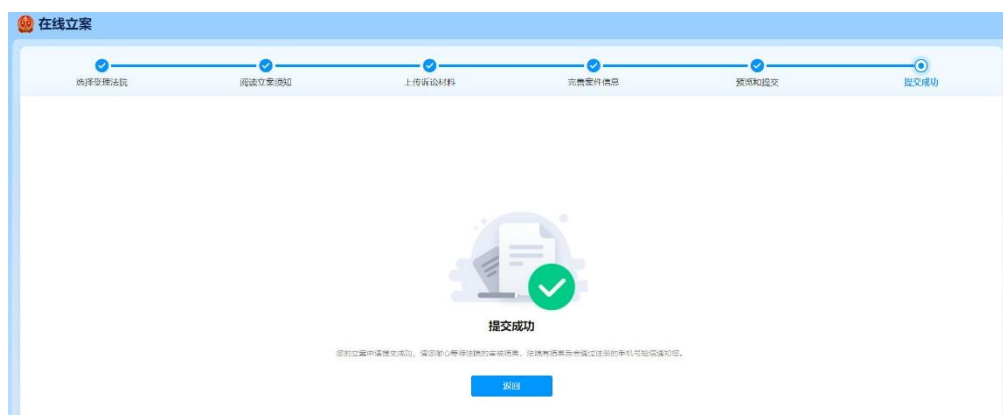 在线立案
选择受理法院
阅读立案须知
上传诉讼材料
完善案件信息
预览和提交
提交成功
提交成功
您的立案申请提交成功，请您耐心等待法院的审核结果，法院有结果后会通过注册的手机号短信通知您。
返回